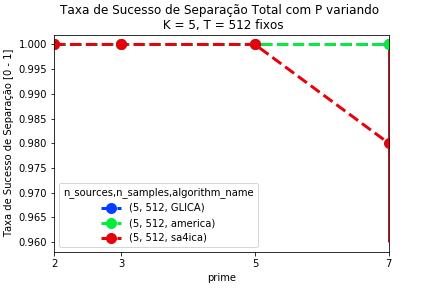 Taxa de Sucesso de Separação Total com P variando
K = 5, T = 512 fixos
Taxa de Sucesso de Separação [0 - 1]
1.000
0.995
0.990
0.985
0.980
0.975
0.970
0.965
0.960
n_sources,n_samples,algorithm_name
(5, 512, GLICA)
(5, 512, america)
(5, 512, sa4ica)
2 3 5 7
prime